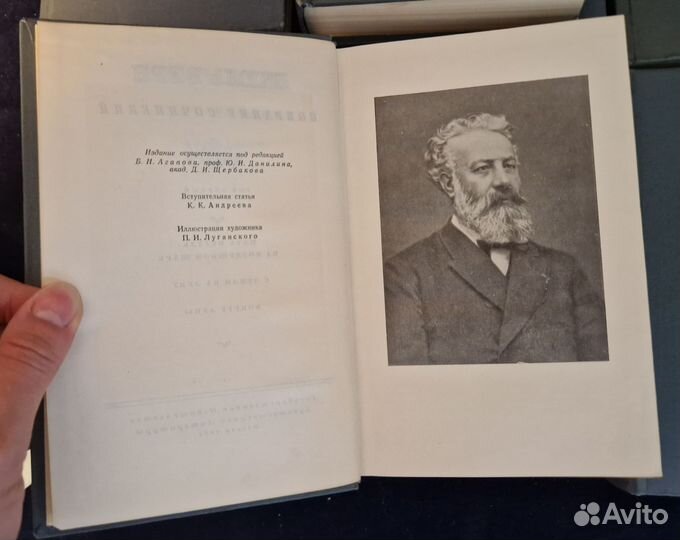 Издание осуществляется под редакцией
Б. Н. Агапова, проф. Ю. И. Данилина,
акад. Д. И. Щербакова
Вступительная статья
К. К. Андреева
Иллюстрации художника
П. И. Луганского
Avito